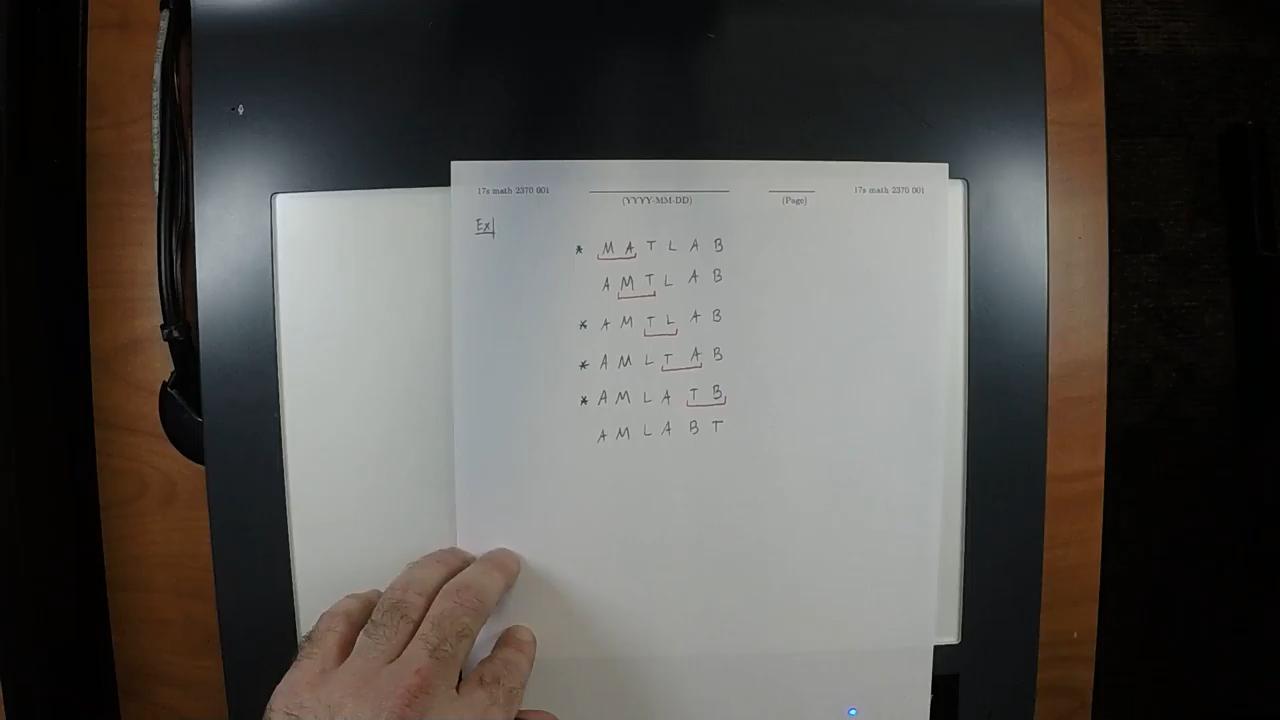 17s math 2370 001 (YYYY-MM-DD) (Page) 17s math 2370 001
Ex
* M A T L A B
A M T L A B
* A M T L A B
* A M L T A B
* A M L A T B
A M L A B T